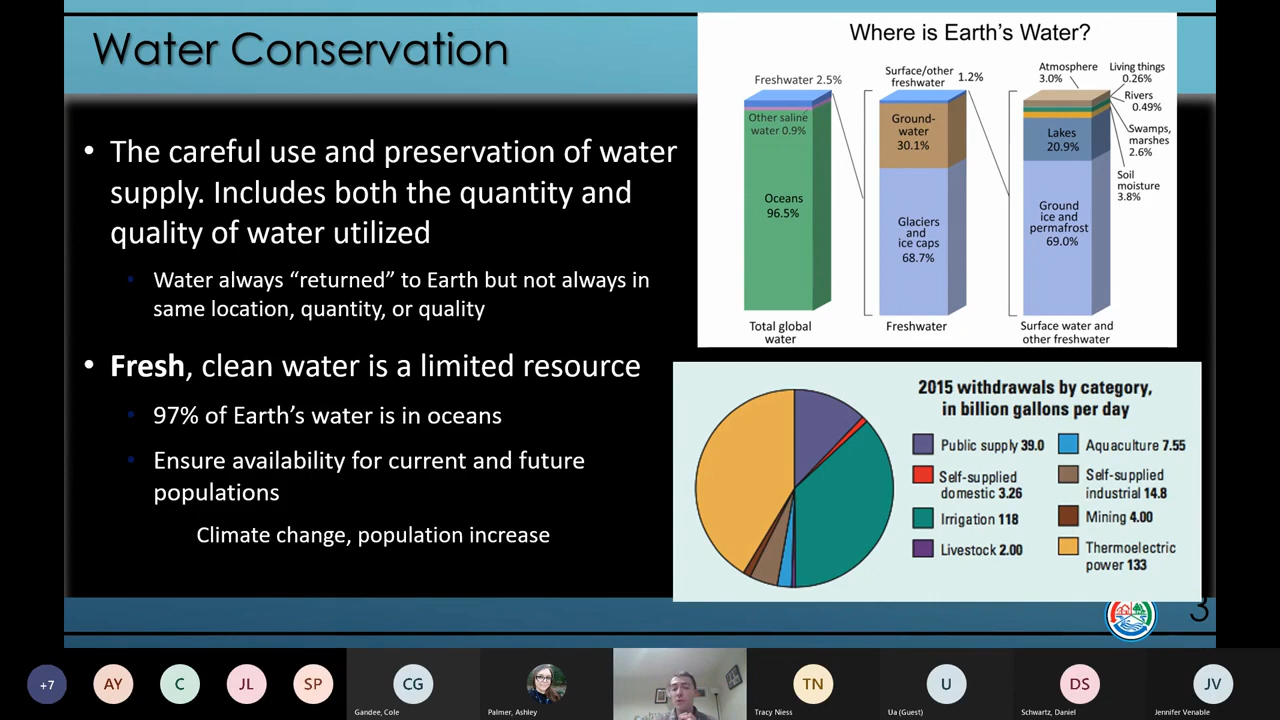 Water Conservation
• The careful use and preservation of water
supply. Includes both the quantity and
quality of water utilized
• Water always “returned” to Earth but not always in
same location, quantity, or quality
• Fresh, clean water is a limited resource
• 97% of Earth’s water is in oceans
• Ensure availability for current and future
populations
Climate change, population increase
Where is Earth’s Water?
Freshwater 2.5%
Other saline
water 0.9%
Oceans
96.5%
Total global
water
Surface/other
freshwater 1.2%
Ground-
water
30.1%
Glaciers
and
ice caps
68.7%
Freshwater
Atmosphere
3.0%
Living things
0.26%
Rivers
0.49%
Swamps,
marshes
2.6%
Soil
moisture
3.8%
Lakes
20.9%
Ground
ice and
permafrost
69.0%
Surface water and
other freshwater
2015 withdrawals by category,
in billion gallons per day
Public supply 39.0
Self-supplied
domestic 3.26
Irrigation 118
Livestock 2.00
Aquaculture 7.55
Self-supplied
industrial 14.8
Mining 4.00
Thermoelectric
power 133
3
+7
AY
C
JL
SP
CG
Gandee, Cole
Palmer, Ashley
TN
Tracy Niess
U
Ua (Guest)
DS
Schwartz, Daniel
JV
Jennifer Venable